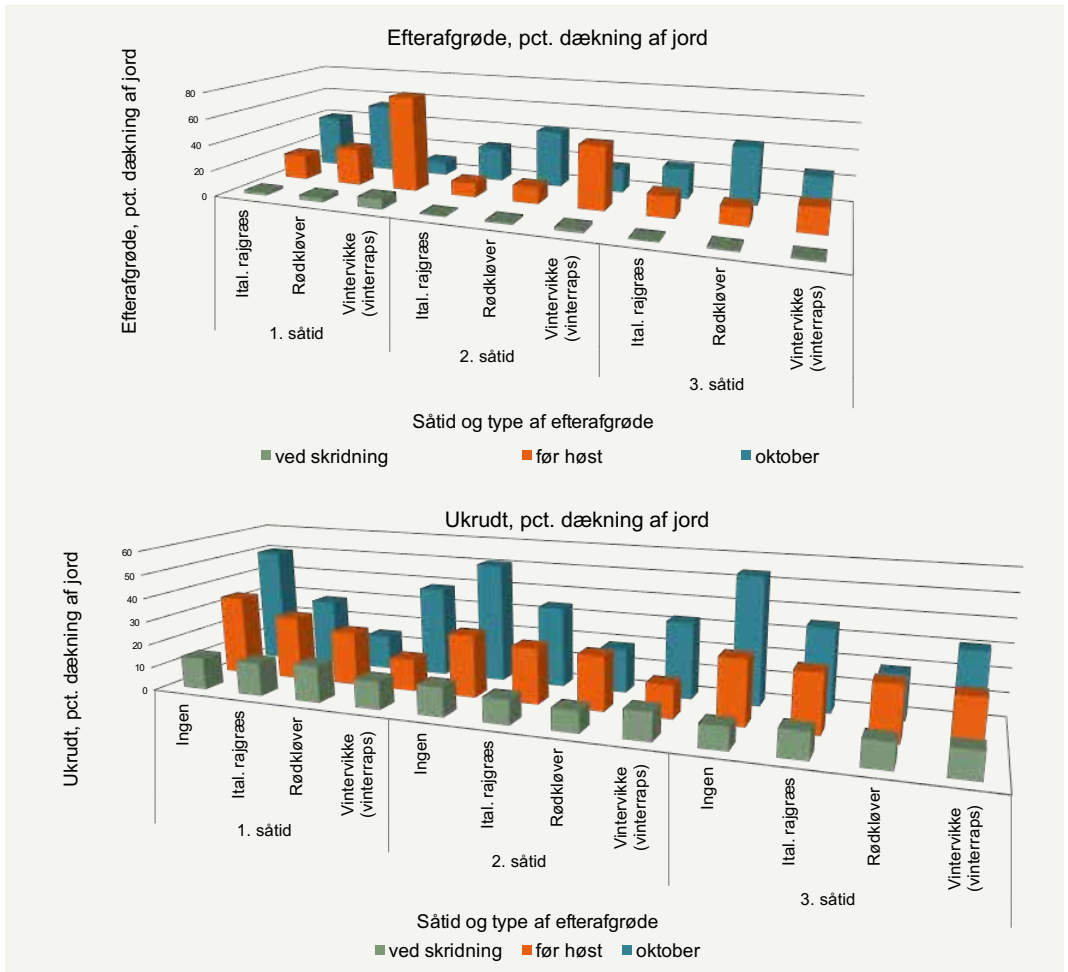 Efterafgrøde, pct. dækning af jord
Efterafgrøde, pct. dækning af jord
80
60
40
20
0
Ital. rajgræs
Rødkløver
Vintervikke
(vinterraps)
Ital. rajgræs
Rødkløver
Vintervikke
(vinterraps)
Ital. rajgræs
Rødkløver
Vintervikke
(vinterraps)
1. såtid
2. såtid
3. såtid
Såtid og type af efterafgrøde
ved skridning
før høst
oktober
Ukrudt, pct. dækning af jord
Ukrudt, pct. dækning af jord
60
50
40
30
20
10
0
Ingen
Ital. rajgræs
Rødkløver
Vintervikke
(vinterraps)
Ingen
Ital. rajgræs
Rødkløver
Vintervikke
(vinterraps)
Ingen
Ital. rajgræs
Rødkløver
Vintervikke
(vinterraps)
1. såtid
2. såtid
3. såtid
Såtid og type af efterafgrøde
ved skridning
før høst
oktober